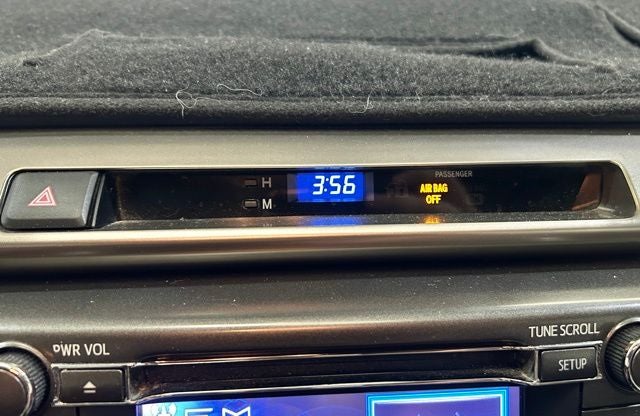 H
3:56
PASSENGER
AIR BAG
OFF
M
PWR VOL
TUNE SCROLL
SETUP